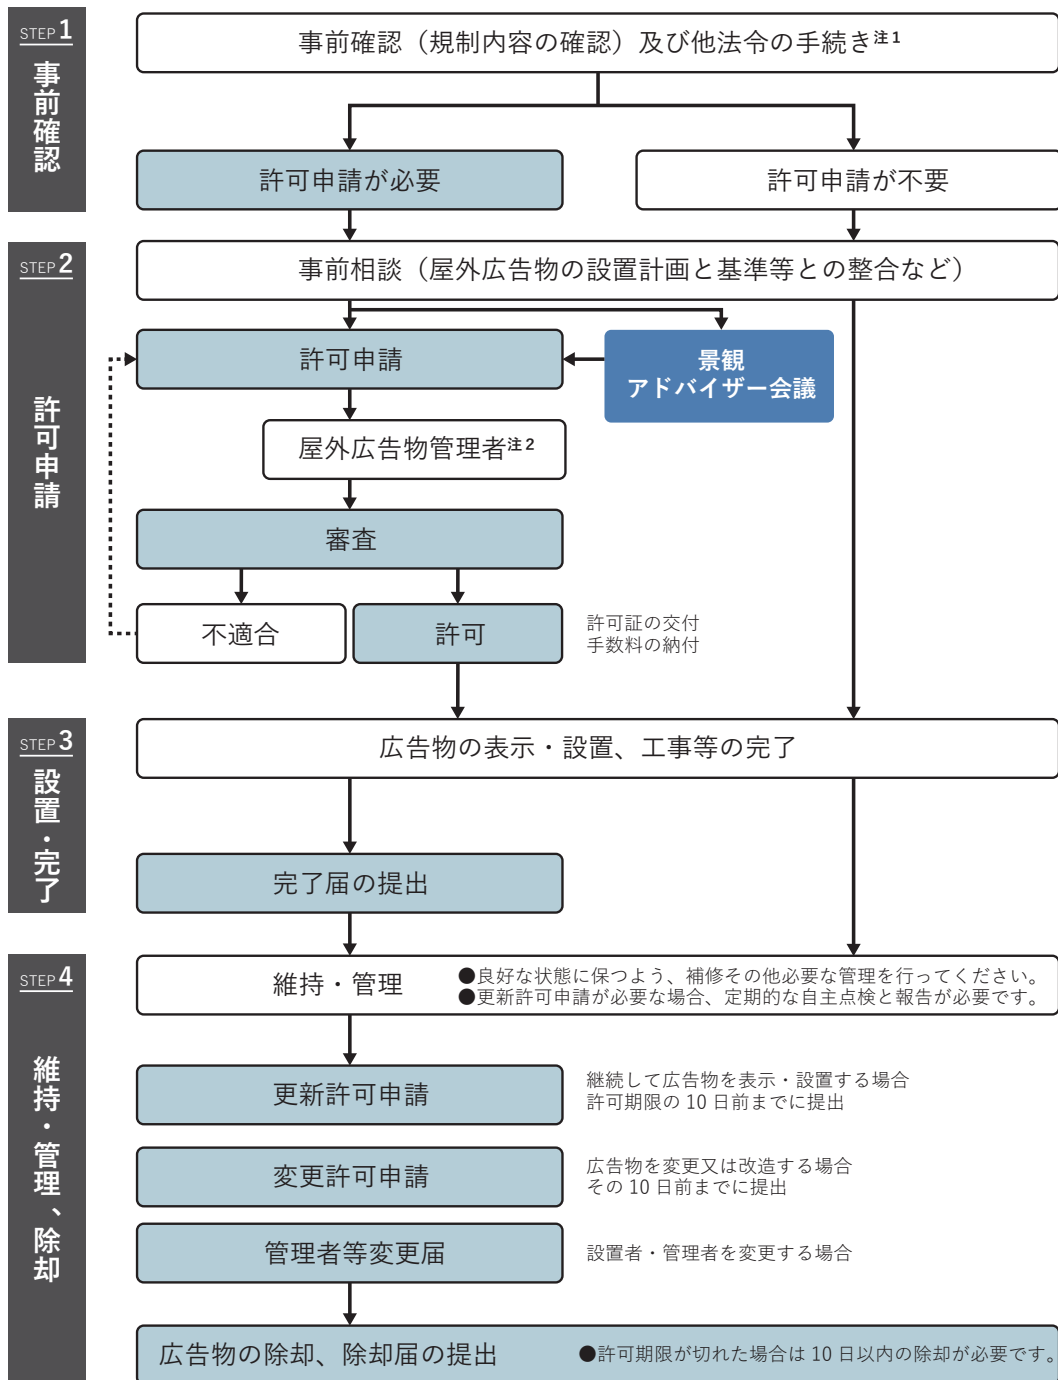 STEP 1
事前確認
事前確認（規制内容の確認）及び他法令の手続き注1
許可申請が必要
許可申請が不要
STEP 2
許可申請
事前相談（屋外広告物の設置計画と基準等との整合など）
許可申請
景観
アドバイザー会議
屋外広告物管理者注2
審査
不適合
許可
許可証の交付
手数料の納付
STEP 3
設置・完了
広告物の表示・設置、工事等の完了
完了届の提出
STEP 4
維持・管理、除却
維持・管理
●良好な状態に保つよう、補修その他必要な管理を行ってください。
●更新許可申請が必要な場合、定期的な自主点検と報告が必要です。
更新許可申請
継続して広告物を表示・設置する場合
許可期限の 10 日前までに提出
変更許可申請
広告物を変更又は改造する場合
その 10 日前までに提出
管理者等変更届
設置者・管理者を変更する場合
広告物の除却、除却届の提出
●許可期限が切れた場合は 10 日以内の除却が必要です。